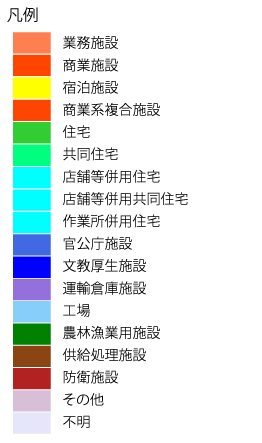 凡例
業務施設
商業施設
宿泊施設
商業系複合施設
住宅
共同住宅
店舗等併用住宅
店舗等併用共同住宅
作業所併用住宅
官公庁施設
文教厚生施設
運輸倉庫施設
工場
農林漁業用施設
供給処理施設
防衛施設
その他
不明